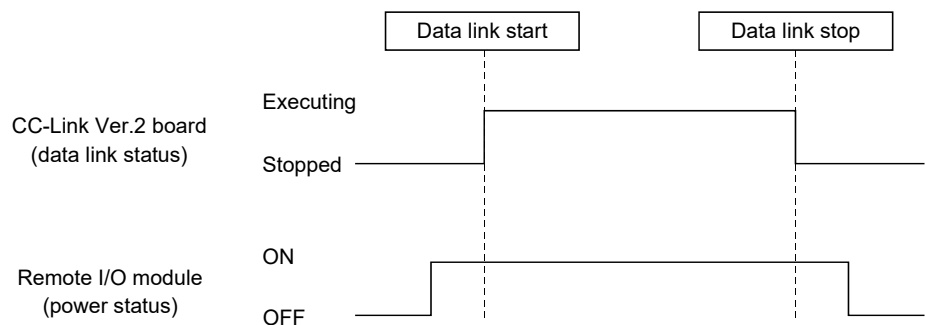 Data link start
Data link stop
Executing
CC-Link Ver.2 board
(data link status)
Stopped
ON
Remote I/O module
(power status)
OFF